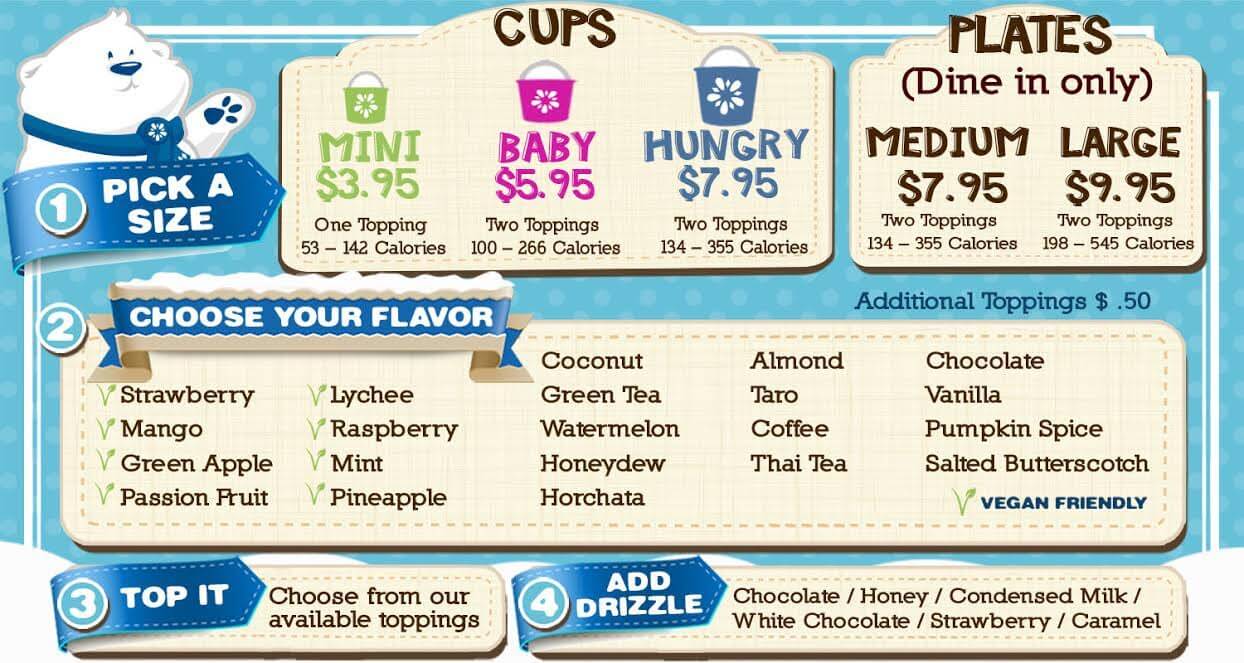 CUPS
MINI
$3.95
One Topping
53 – 142 Calories
BABY
$5.95
Two Toppings
100 – 266 Calories
HUNGRY
$7.95
Two Toppings
134 – 355 Calories
PLATES
(Dine in only)
MEDIUM
$7.95
Two Toppings
134 – 355 Calories
LARGE
$9.95
Two Toppings
198 – 545 Calories
1
PICK A
SIZE
Additional Toppings $ .50
2
CHOOSE YOUR FLAVOR
Strawberry
Mango
Green Apple
Passion Fruit
Lychee
Raspberry
Mint
Pineapple
Coconut
Green Tea
Watermelon
Honeydew
Horchata
Almond
Taro
Coffee
Thai Tea
Chocolate
Vanilla
Pumpkin Spice
Salted Butterscotch
VEGAN FRIENDLY
3
TOP IT
Choose from our
available toppings
4
ADD
DRIZZLE
Chocolate / Honey / Condensed Milk /
White Chocolate / Strawberry / Caramel